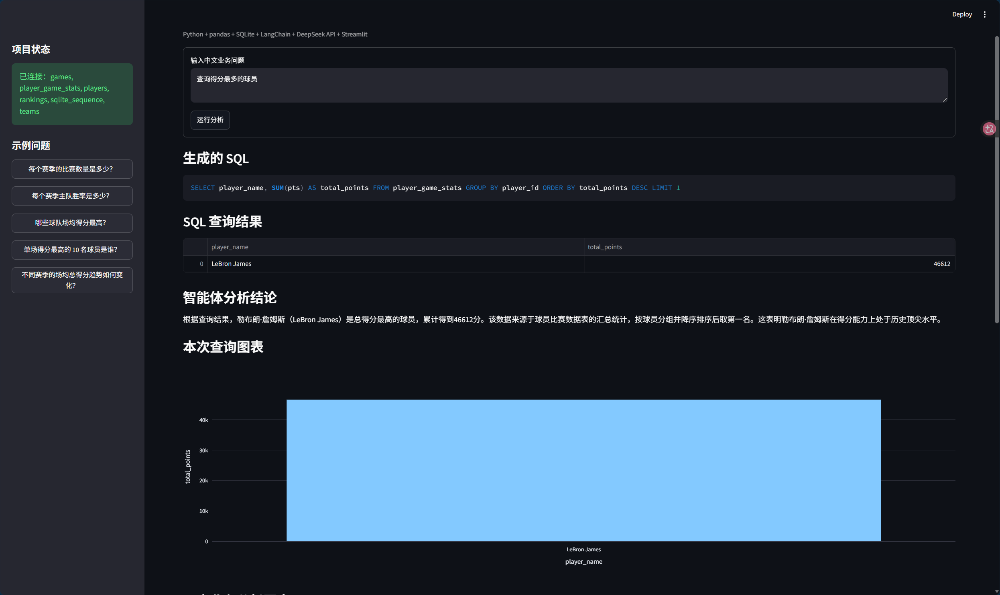 Deploy
项目状态
已连接：games,
player_game_stats, players,
rankings, sqlite_sequence,
teams
示例问题
每个赛季的比赛数量是多少？
每个赛季主队胜率是多少？
哪些球队场均得分最高？
单场得分最高的 10 名球员是谁？
不同赛季的场均总得分趋势如何变
化？
Python + pandas + SQLite + LangChain + DeepSeek API + Streamlit
输入中文业务问题
查询得分最多的球员
运行分析
生成的 SQL
SELECT player_name, SUM(pts) AS total_points FROM player_game_stats GROUP BY player_id ORDER BY total_points DESC LIMIT 1
SQL 查询结果
player_name total_points
0 LeBron James 46612
智能体分析结论
根据查询结果，勒布朗·詹姆斯（LeBron James）是总得分最高的球员，累计得到46612分。该数据来源于球员比赛数据表的汇总统计，按球员分组并降序排序后取第一名。这表明勒布朗·詹姆斯在得分能力上处于历史顶尖水平。
本次查询图表
total_points
40k
30k
20k
10k
0
LeBron James
player_name